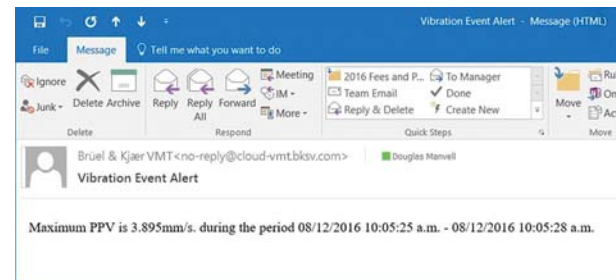 Vibration Event Alert - Message (HTML)
File Message Tell me what you want to do
Ignore
Junk
Delete Archive
Reply Reply All Forward
Meeting
IM
More
2016 Fees and P...
Team Email
Reply & Delete
To Manager
Done
Create New
Move
Ru
On
Ac
Delete Respond Quick Steps Move
Brüel & Kjær VMT<no-reply@cloud-vmt.bksv.com> Douglas Manvell
Vibration Event Alert
Maximum PPV is 3.895mm/s. during the period 08/12/2016 10:05:25 a.m. - 08/12/2016 10:05:28 a.m.